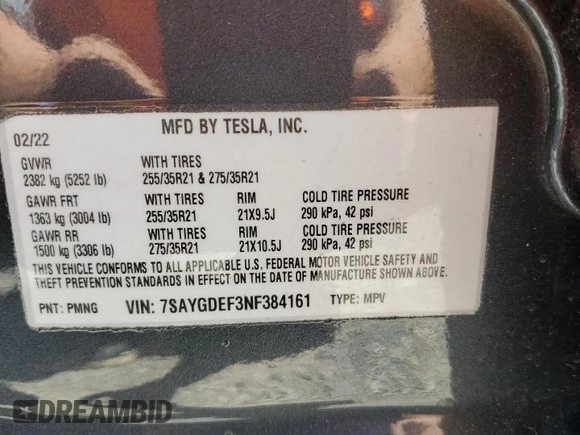 02/22 MFD BY TESLA, INC.
GVWR WITH TIRES
2382 kg (5252 lb) 255/35R21 & 275/35R21
GAWR FRT WITH TIRES RIM COLD TIRE PRESSURE
1363 kg (3004 lb) 255/35R21 21X9.5J 290 kPa, 42 psi
GAWR RR WITH TIRES RIM COLD TIRE PRESSURE
1500 kg (3306 lb) 275/35R21 21X10.5J 290 kPa, 42 psi
THIS VEHICLE CONFORMS TO ALL APPLICABLE U.S. FEDERAL MOTOR VEHICLE SAFETY AND
THEFT PREVENTION STANDARDS IN EFFECT ON THE DATE OF MANUFACTURE SHOWN ABOVE.
PNT: PMNG VIN: 7SAYGDEF3NF384161 TYPE: MPV
DREAMBID